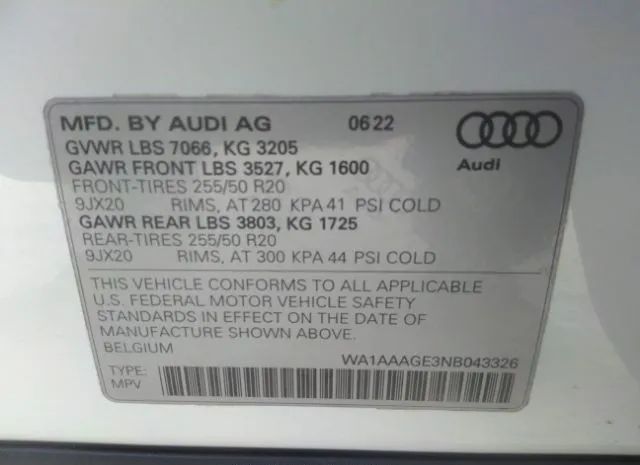 MFD. BY AUDI AG 06 22
GVWR LBS 7066, KG 3205
GAWR FRONT LBS 3527, KG 1600
FRONT-TIRES 255/50 R20
9JX20 RIMS, AT 280 KPA 41 PSI COLD
GAWR REAR LBS 3803, KG 1725
REAR-TIRES 255/50 R20
9JX20 RIMS, AT 300 KPA 44 PSI COLD
Audi
THIS VEHICLE CONFORMS TO ALL APPLICABLE
U.S. FEDERAL MOTOR VEHICLE SAFETY
STANDARDS IN EFFECT ON THE DATE OF
MANUFACTURE SHOWN ABOVE.
BELGIUM WA1AAAGE3NB043326
TYPE:
MPV